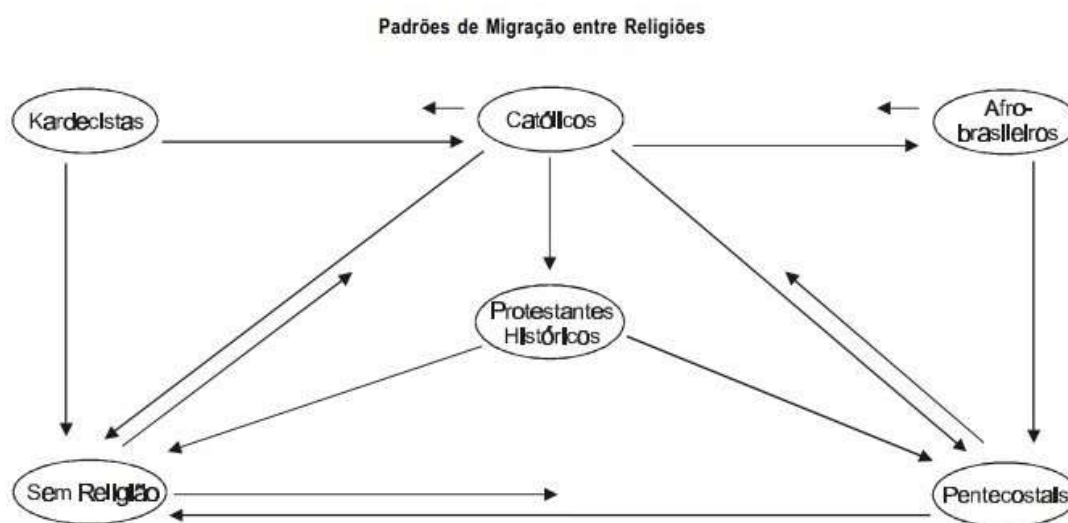 Padrões de Migração entre Religiões
Kardecistas
Católicos
Afro-
brasileiros
Protestantes
Históricos
Sem Religião
Pentecostais